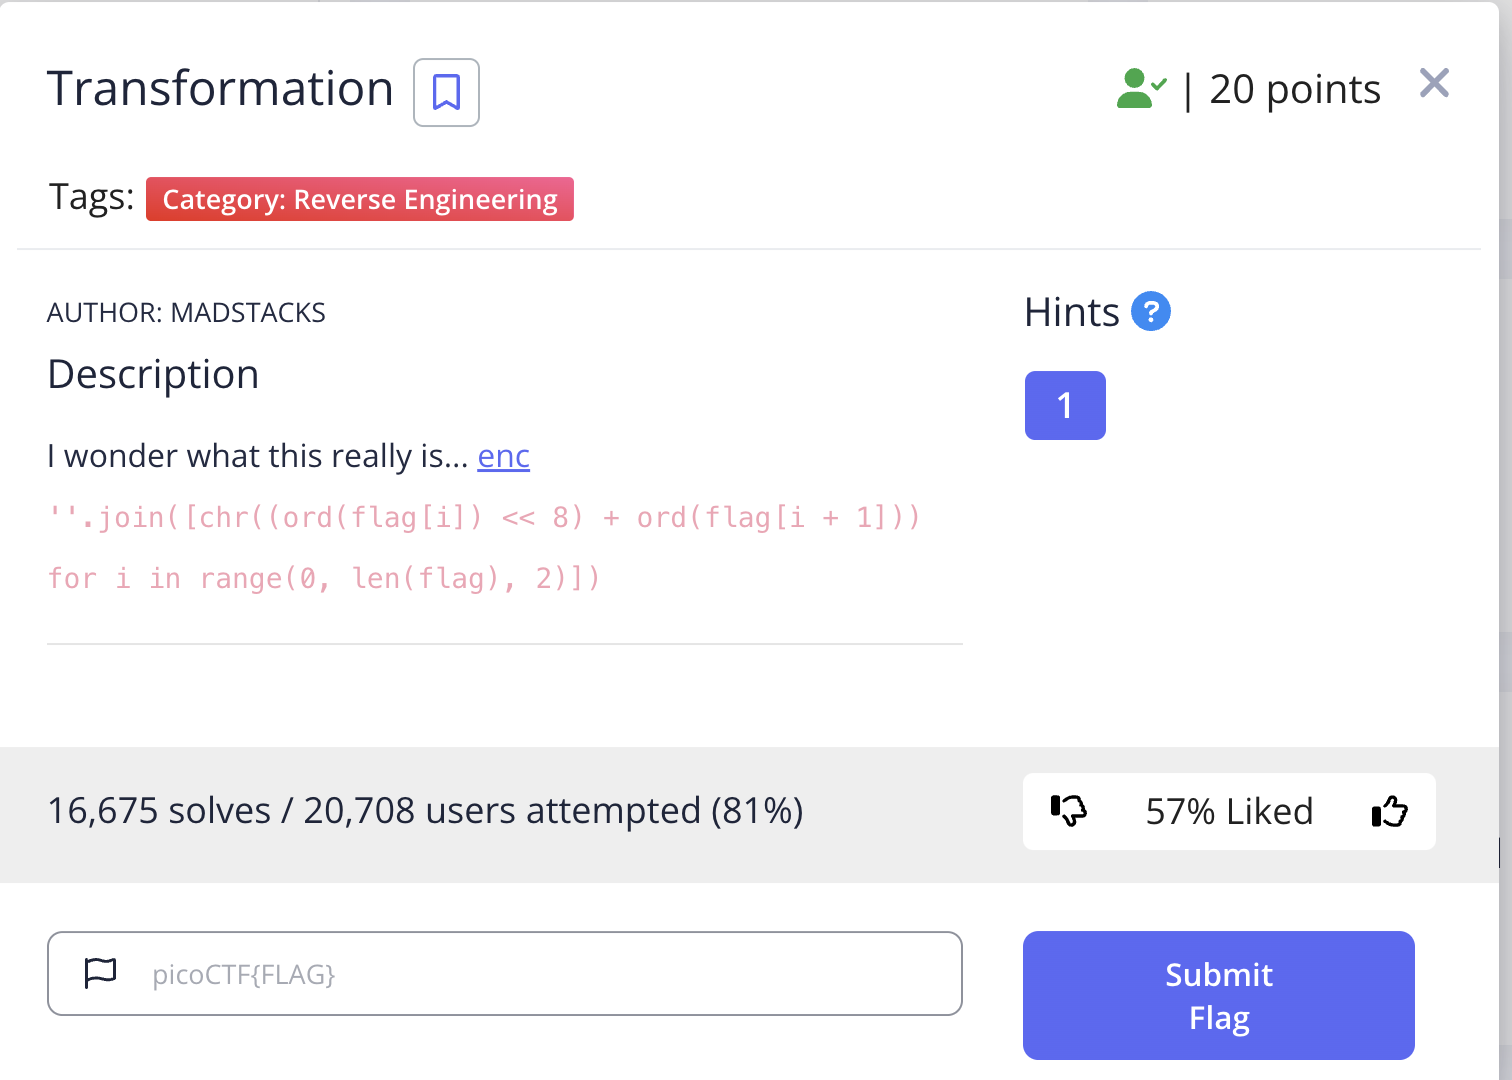 Transformation
| 20 points
Tags: Category: Reverse Engineering
AUTHOR: MADSTACKS
Description
I wonder what this really is... enc
''.join([chr((ord(flag[i]) << 8) + ord(flag[i + 1]))
for i in range(0, len(flag), 2)])
Hints ?
1
16,675 solves / 20,708 users attempted (81%)
57% Liked
picoCTF{FLAG}
Submit
Flag